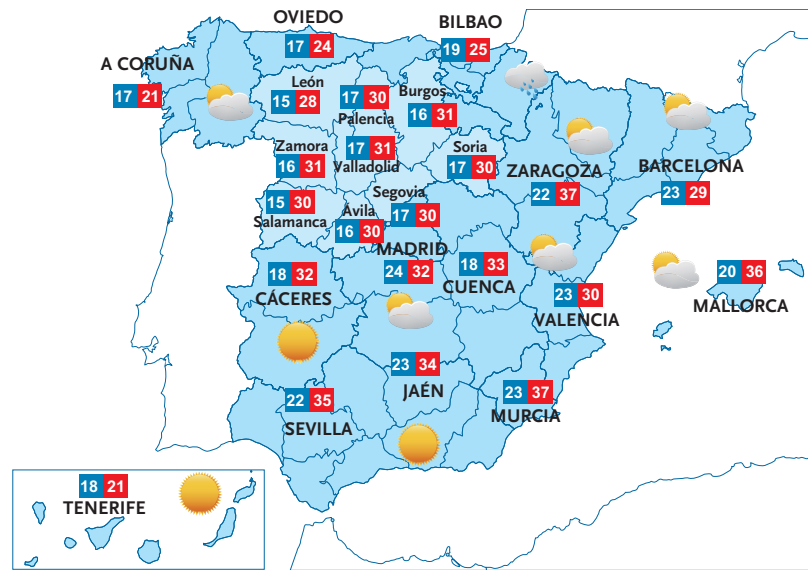 OVIEDO
17 24
BILBAO
19 25
A CORUÑA
17 21
León
15 28
17 30
Palencia
Burgos
16 31
Zamora
16 31
17 31
Valladolid
Soria
17 30
ZARAGOZA
22 37
BARCELONA
23 29
15 30
Salamanca
Ávila
16 30
Segovia
17 30
MADRID
24 32
18 33
CUENCA
18 32
CÁCERES
23 30
VALENCIA
20 36
MALLORCA
23 34
JAÉN
22 35
SEVILLA
23 37
MURCIA
18 21
TENERIFE